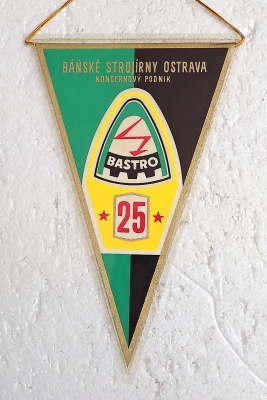 BÁŇSKÉ STROJÍRNY OSTRAVA
KONCERNOVÝ PODNIK
BASTRO
25